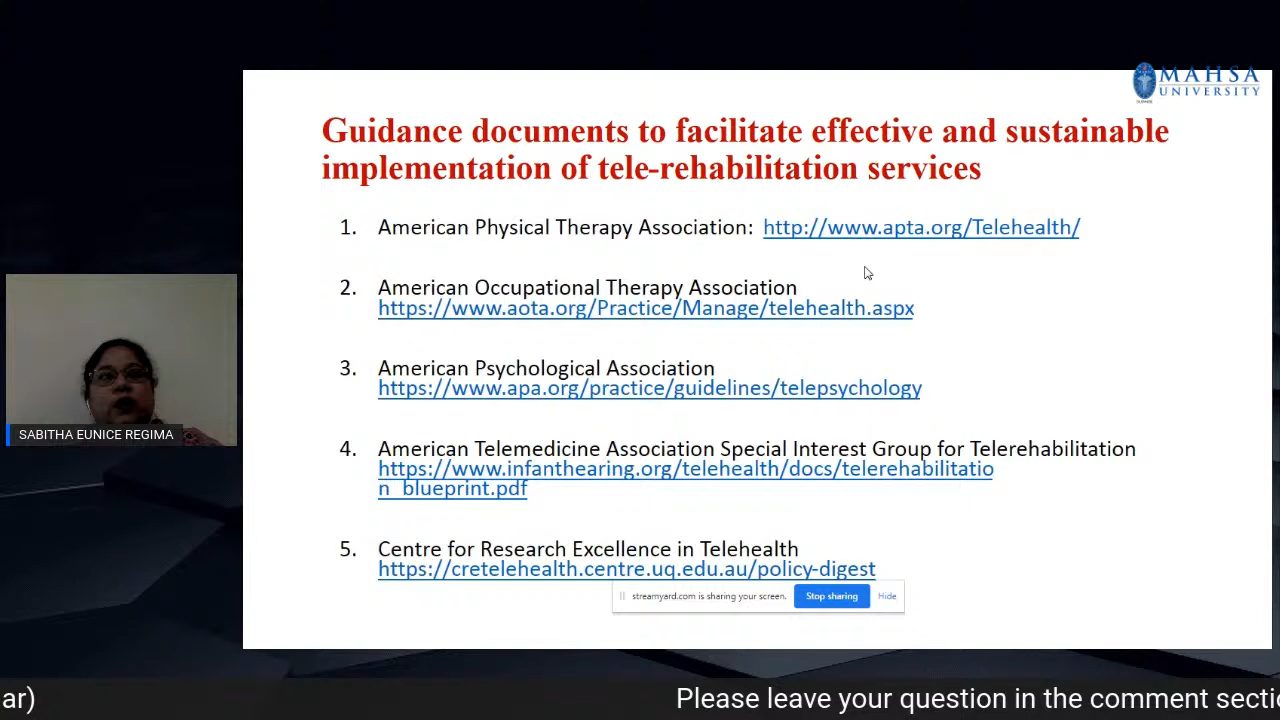 MAHSA
UNIVERSITY
Guidance documents to facilitate effective and sustainable
implementation of tele-rehabilitation services
1. American Physical Therapy Association: http://www.apta.org/Telehealth/
2. American Occupational Therapy Association
https://www.aota.org/Practice/Manage/telehealth.aspx
3. American Psychological Association
https://www.apa.org/practice/guidelines/telepsychology
SABITHA EUNICE REGIMA
4. American Telemedicine Association Special Interest Group for Telerehabilitation
https://www.infanthearing.org/telehealth/docs/telerehabilitatio
n_blueprint.pdf
5. Centre for Research Excellence in Telehealth
https://cretelehealth.centre.uq.edu.au/policy-digest
streamyard.com is sharing your screen. Stop sharing Hide
ar) Please leave your question in the comment sectio